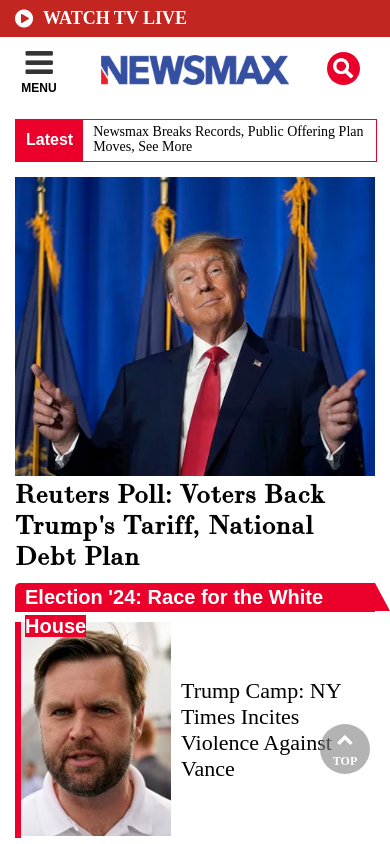 WATCH TV LIVE
MENU
NEWSMAX
Latest
Newsmax Breaks Records, Public Offering Plan
Moves, See More
Reuters Poll: Voters Back
Trump's Tariff, National
Debt Plan
Election '24: Race for the White
House
Trump Camp: NY
Times Incites
Violence Against
Vance
TOP